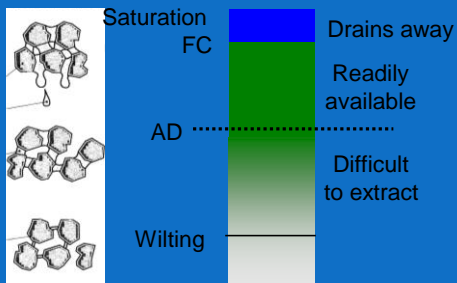 Saturation
Drains away
FC
Readily
available
AD
Difficult
to extract
Wilting